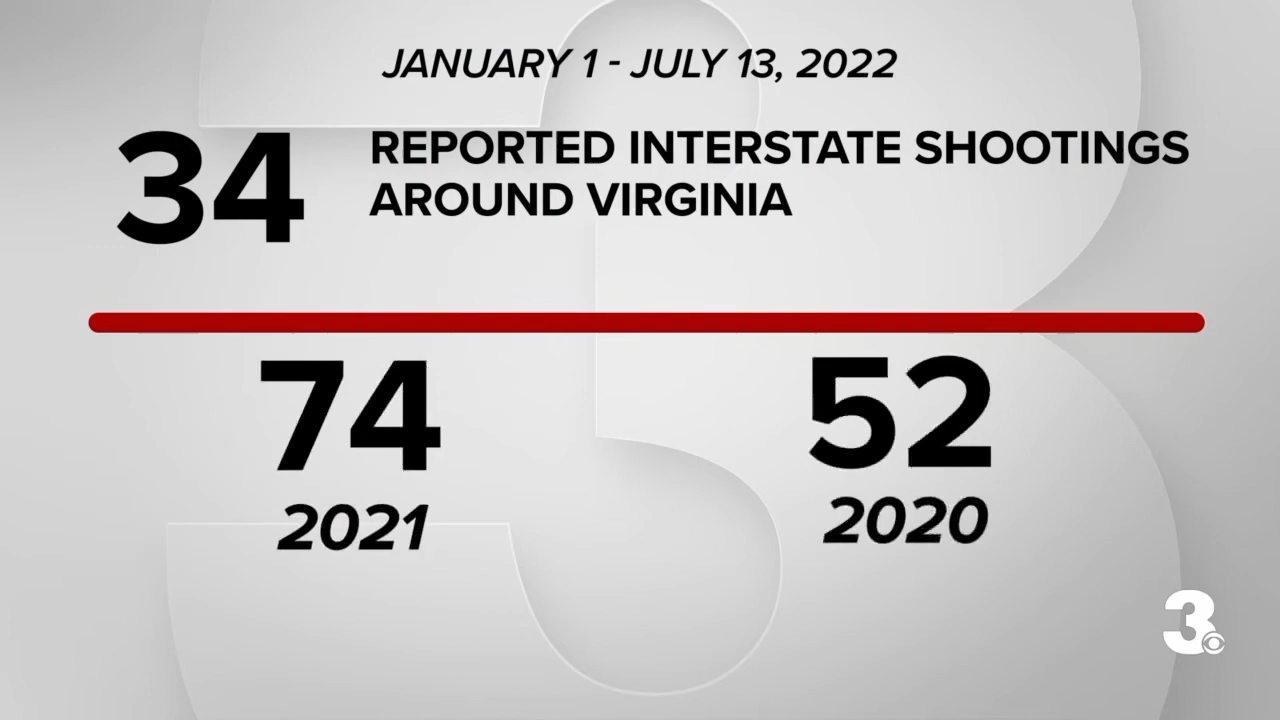 JANUARY 1 - JULY 13, 2022
34
REPORTED INTERSTATE SHOOTINGS
AROUND VIRGINIA
74
2021
52
2020
3